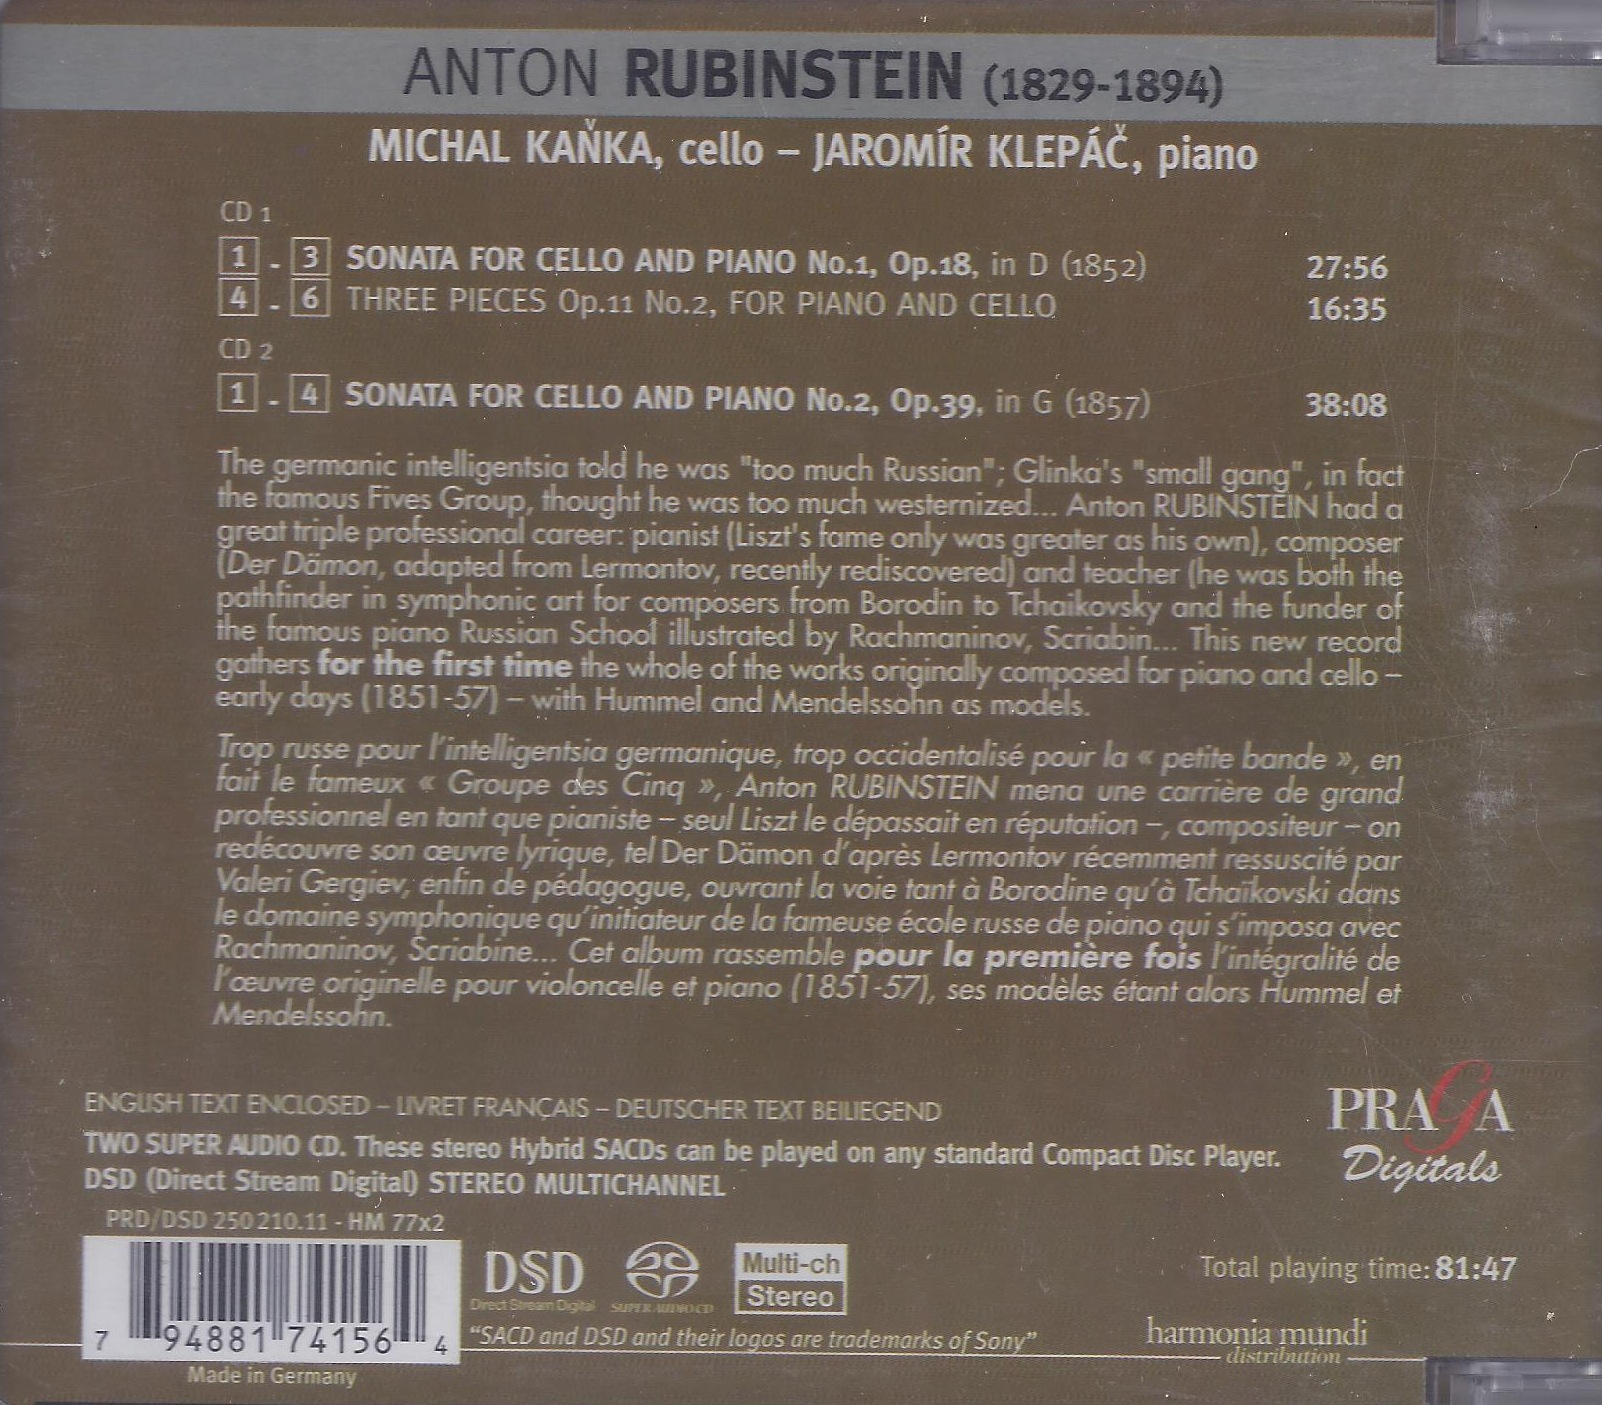 ANTON RUBINSTEIN (1829-1894)
MICHAL KAŇKA, cello – JAROMÍR KLEPÁČ, piano
CD 1
1 - 3 SONATA FOR CELLO AND PIANO No.1, Op.18, in D (1852) 27:56
4 - 6 THREE PIECES Op.11 No.2, FOR PIANO AND CELLO 16:35
CD 2
1 - 4 SONATA FOR CELLO AND PIANO No.2, Op.39, in G (1857) 38:08
The germanic intelligentsia told he was "too much Russian"; Glinka's "small gang", in fact
the famous Fives Group, thought he was too much westernized... Anton RUBINSTEIN had a
great triple professional career: pianist (Liszt's fame only was greater as his own), composer
(Der Dämon, adapted from Lermontov, recently rediscovered) and teacher (he was both the
pathfinder in symphonic art for composers from Borodin to Tchaikovsky and the funder of
the famous piano Russian School illustrated by Rachmaninov, Scriabin... This new record
gathers for the first time the whole of the works originally composed for piano and cello –
early days (1851-57) – with Hummel and Mendelssohn as models.
Trop russe pour l'intelligentsia germanique, trop occidentalisé pour la « petite bande », en
fait le fameux « Groupe des Cinq », Anton RUBINSTEIN mena une carrière de grand
professionnel en tant que pianiste – seul Liszt le dépassait en réputation –, compositeur – on
redécouvre son œuvre lyrique, tel Der Dämon d'après Lermontov récemment ressuscité par
Valeri Gergiev, enfin de pédagogue, ouvrant la voie tant à Borodine qu'à Tchaïkovski dans
le domaine symphonique qu'initiateur de la fameuse école russe de piano qui s'imposa avec
Rachmaninov, Scriabine... Cet album rassemble pour la première fois l'intégralité de
l'œuvre originelle pour violoncelle et piano (1851-57), ses modèles étant alors Hummel et
Mendelssohn.
ENGLISH TEXT ENCLOSED – LIVRET FRANÇAIS – DEUTSCHER TEXT BEILIEGEND
TWO SUPER AUDIO CD. These stereo Hybrid SACDs can be played on any standard Compact Disc Player.
DSD (Direct Stream Digital) STEREO MULTICHANNEL
PRAGA
Digitals
PRD/DSD 250 210.11 - HM 77x2
DSD
Direct Stream Digital
SUPER AUDIO CD
Multi-ch
Stereo
Total playing time: 81:47
7 94881 74156 4
"SACD and DSD and their logos are trademarks of Sony"
harmonia mundi
distribution
Made in Germany